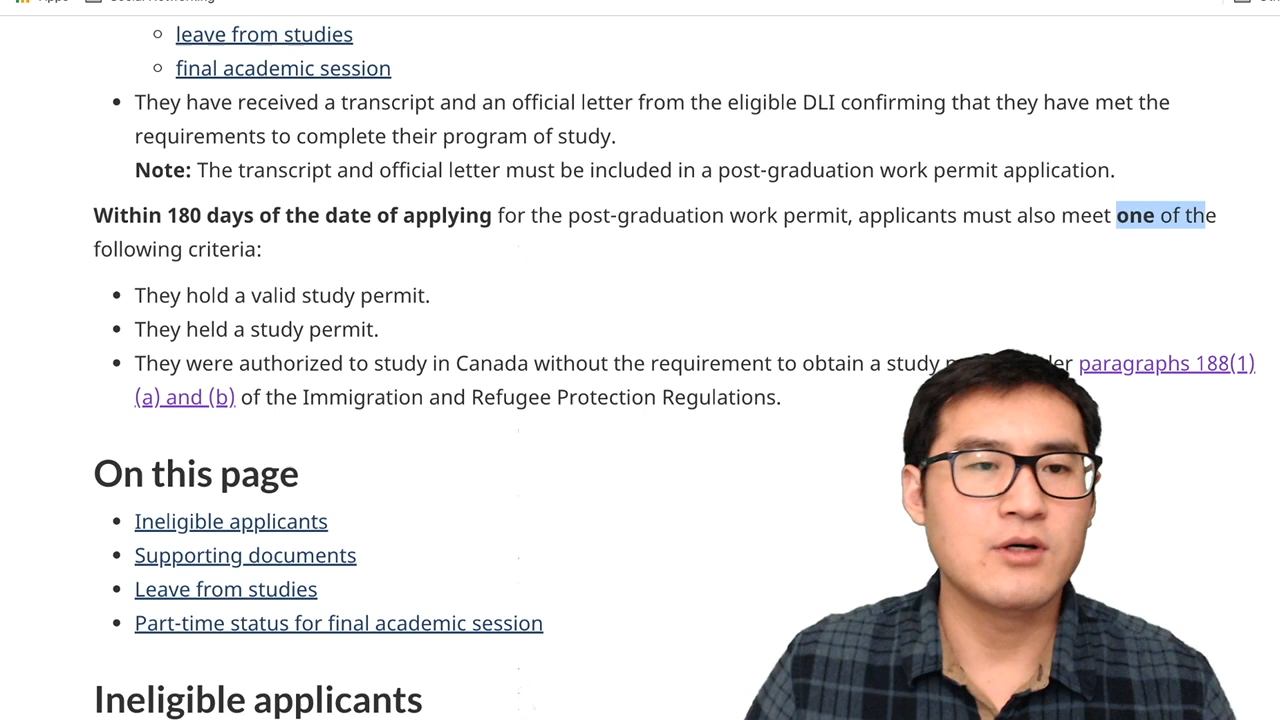 leave from studies
final academic session
They have received a transcript and an official letter from the eligible DLI confirming that they have met the
requirements to complete their program of study.
Note: The transcript and official letter must be included in a post-graduation work permit application.
Within 180 days of the date of applying for the post-graduation work permit, applicants must also meet one of the
following criteria:
They hold a valid study permit.
They held a study permit.
They were authorized to study in Canada without the requirement to obtain a study paragraphs 188(1)
(a) and (b) of the Immigration and Refugee Protection Regulations.
On this page
Ineligible applicants
Supporting documents
Leave from studies
Part-time status for final academic session
Ineligible applicants